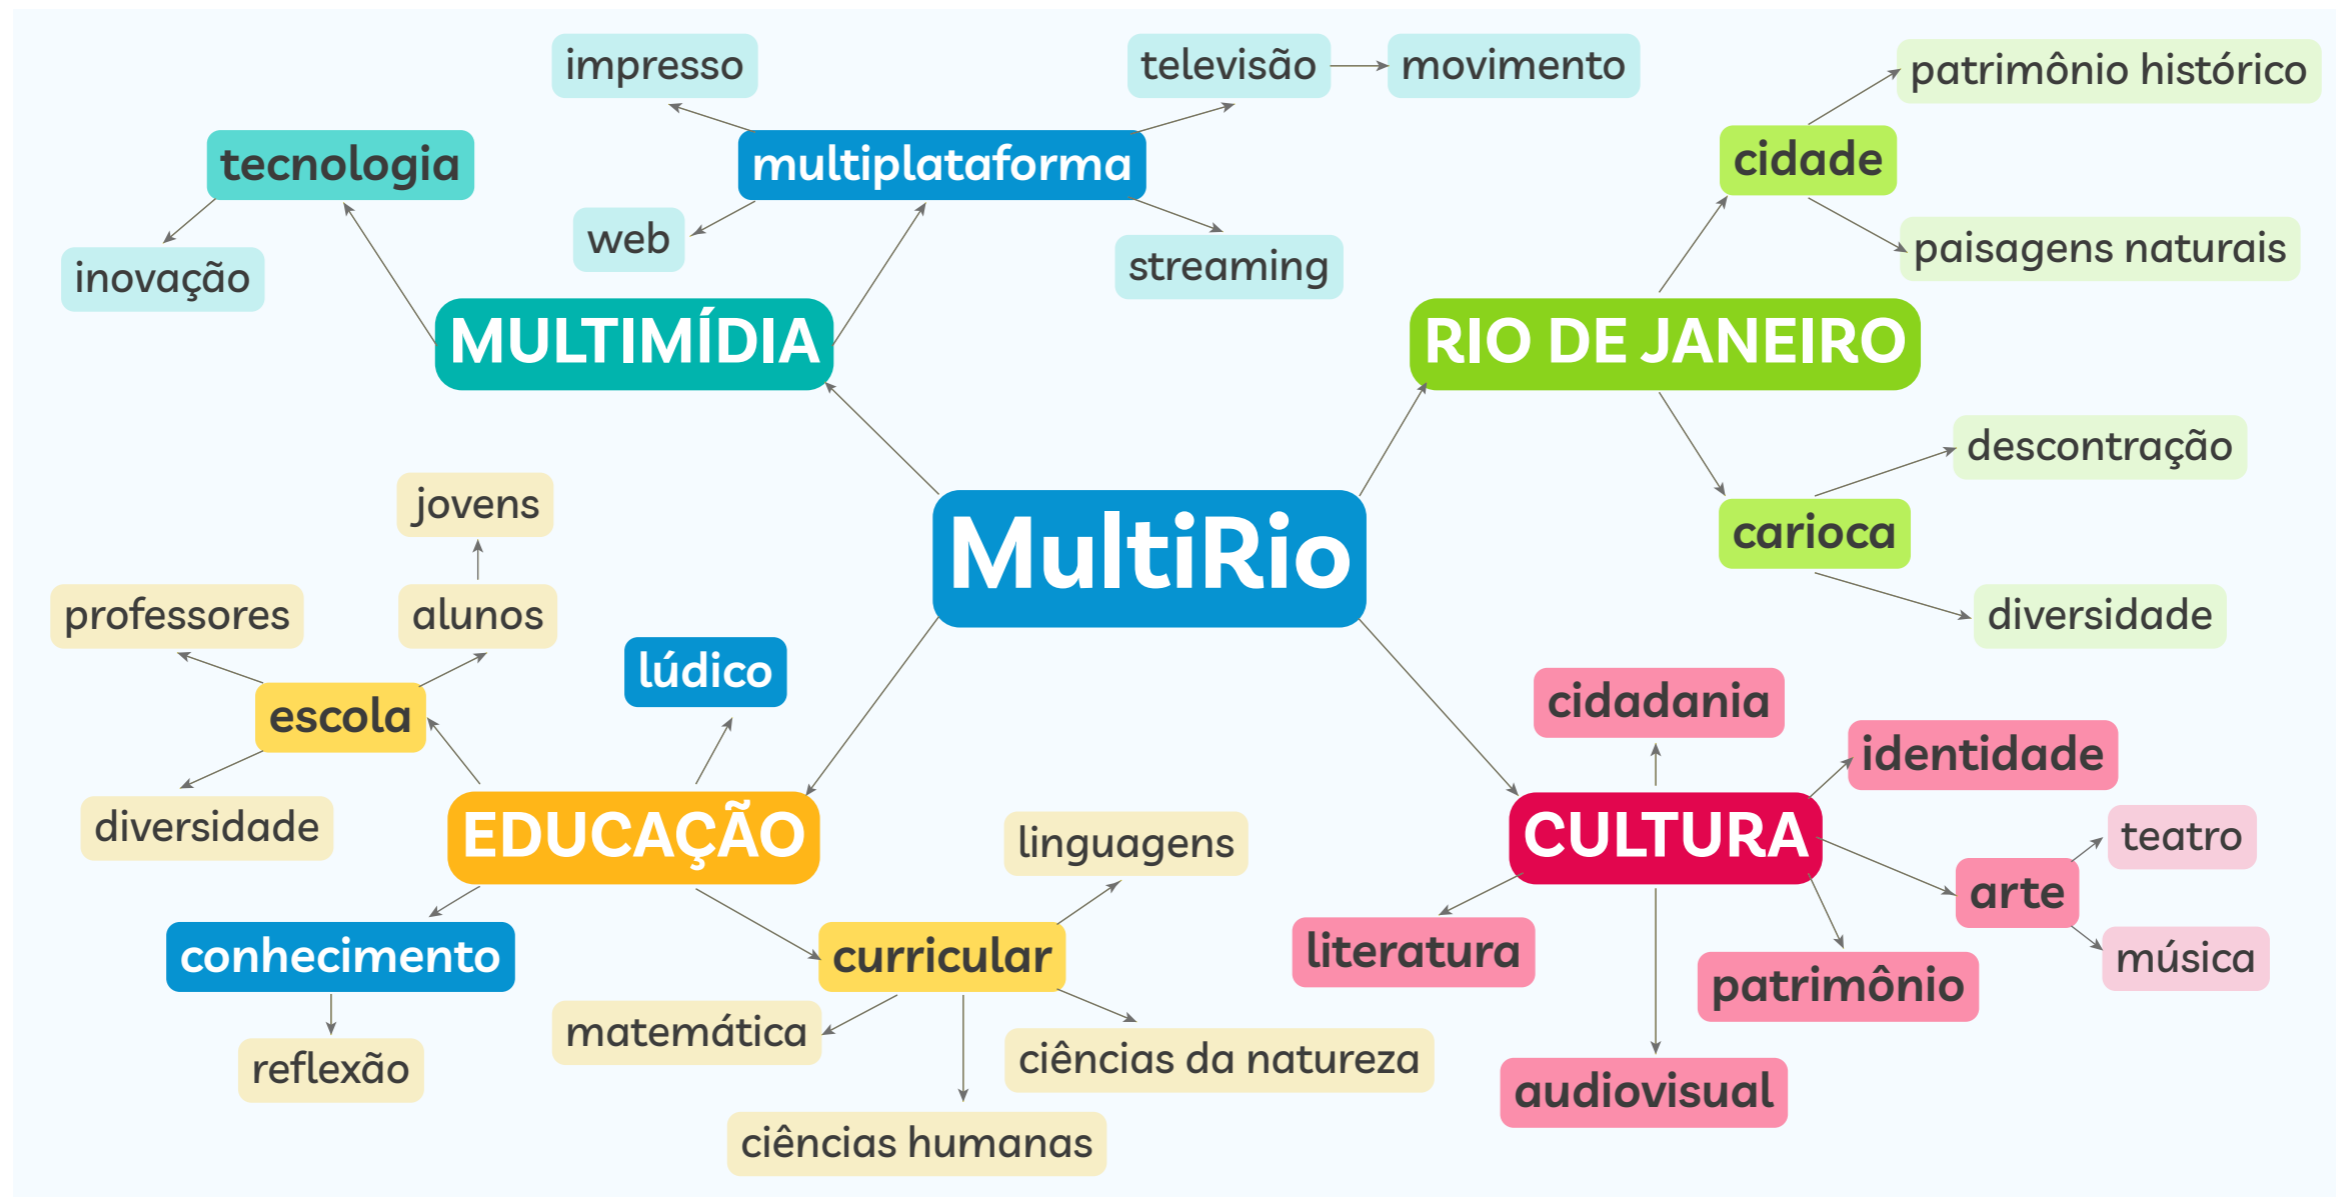 impresso
televisão
movimento
patrimônio histórico
tecnologia
multiplataforma
cidade
web
streaming
inovação
paisagens naturais
MULTIMÍDIA
RIO DE JANEIRO
descontração
jovens
MultiRio
carioca
professores
alunos
diversidade
lúdico
cidadania
escola
identidade
diversidade
EDUCAÇÃO
linguagens
CULTURA
teatro
arte
conhecimento
curricular
literatura
música
patrimônio
matemática
reflexão
ciências da natureza
audiovisual
ciências humanas